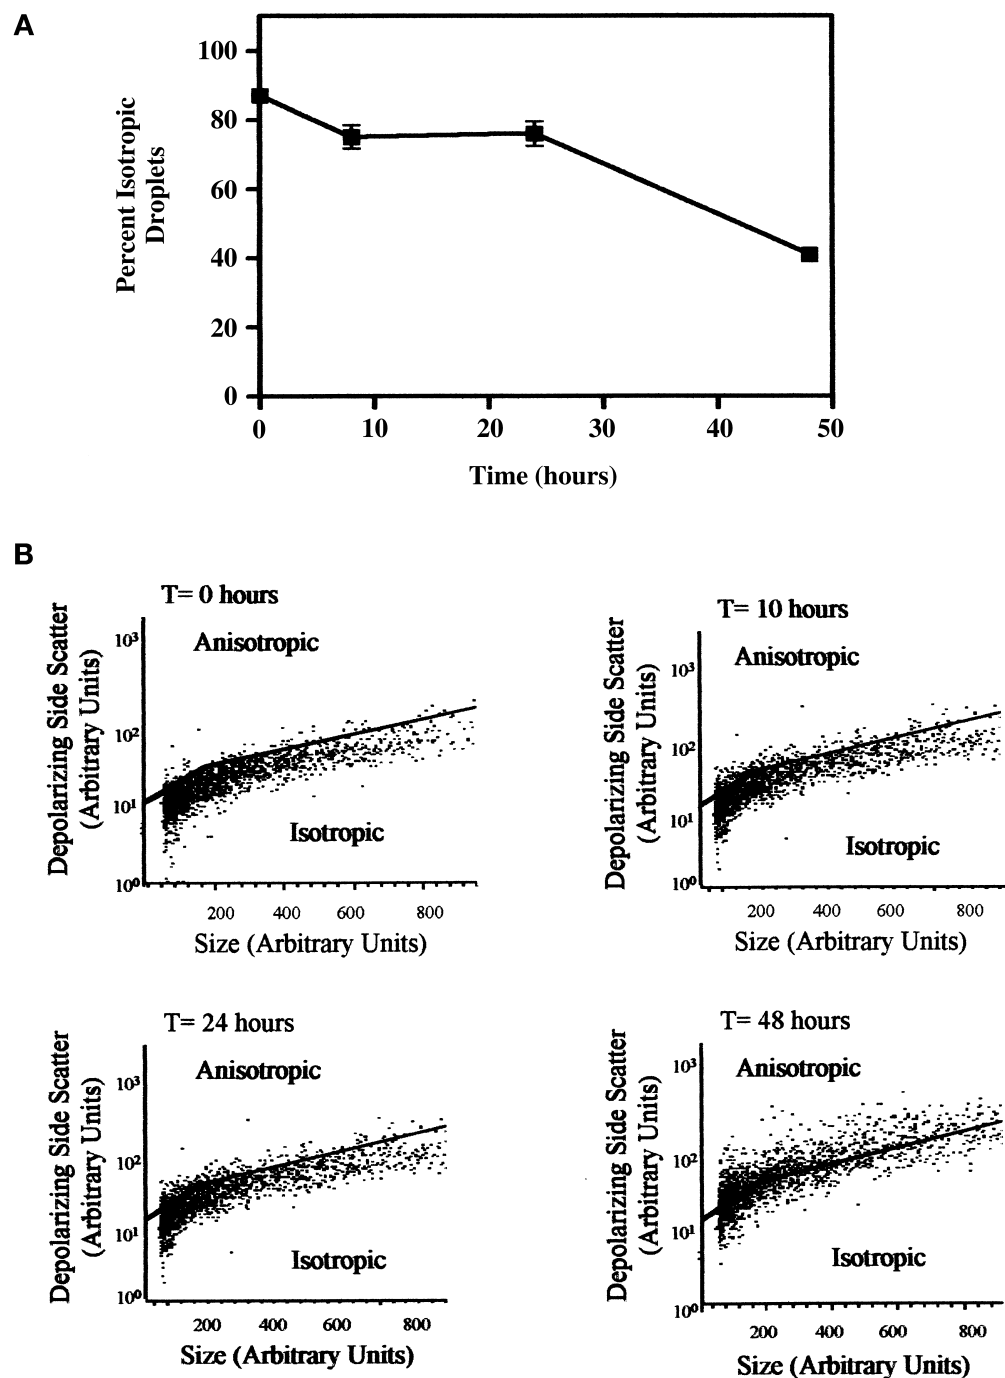 A
Percent Isotropic
Droplets
100
80
60
40
20
0
0 10 20 30 40 50
Time (hours)
B
T= 0 hours
Depolarizing Side Scatter
(Arbitrary Units)
10³
10²
10¹
10⁰
Anisotropic
Isotropic
200 400 600 800
Size (Arbitrary Units)
T= 10 hours
Depolarizing Side Scatter
(Arbitrary Units)
10³
10²
10¹
10⁰
Anisotropic
Isotropic
200 400 600 800
Size (Arbitrary Units)
T= 24 hours
Depolarizing Side Scatter
(Arbitrary Units)
10³
10²
10¹
10⁰
Anisotropic
Isotropic
200 400 600 800
Size (Arbitrary Units)
T= 48 hours
Depolarizing Side Scatter
(Arbitrary Units)
10³
10²
10¹
10⁰
Anisotropic
Isotropic
200 400 600 800
Size (Arbitrary Units)